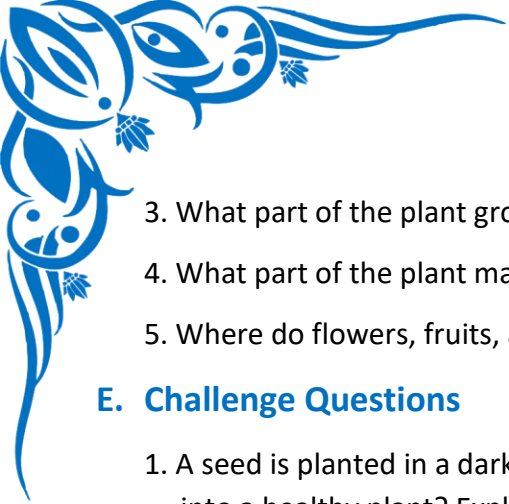 3. What part of the plant gro
4. What part of the plant ma
5. Where do flowers, fruits,
E. Challenge Questions
1. A seed is planted in a dark
into a healthy plant? Expl